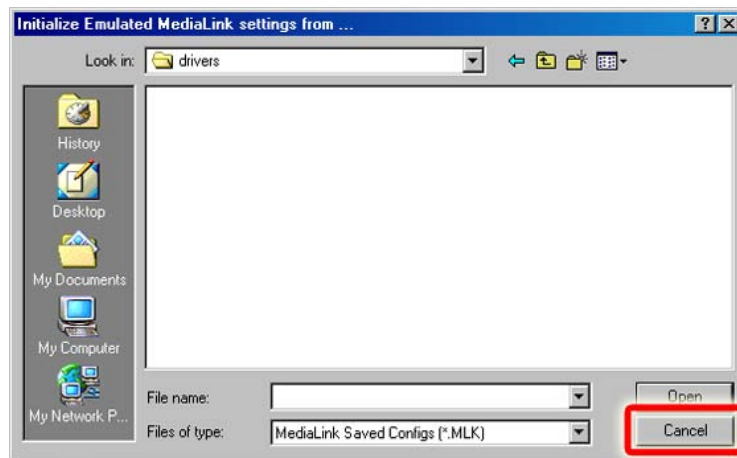 Initialize Emulated MediaLink settings from ...
Look in: drivers
History
Desktop
My Documents
My Computer
My Network P...
File name: Open
Files of type: MediaLink Saved Configs (*.MLK) Cancel